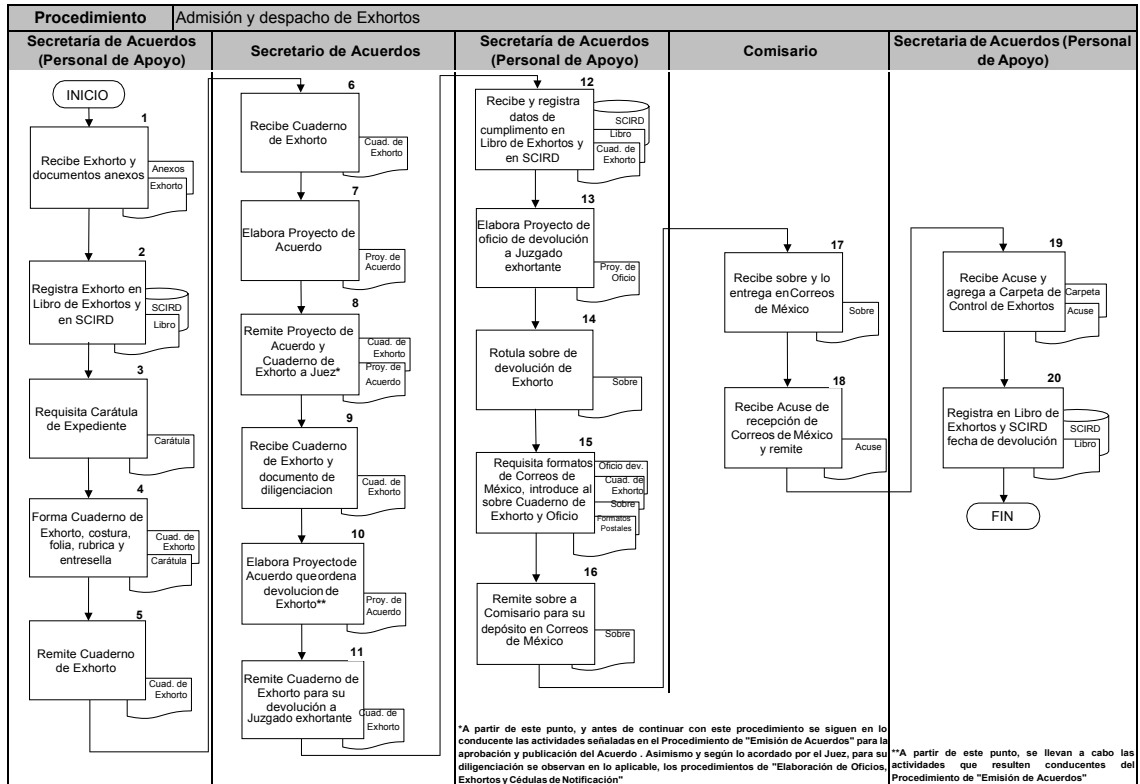 Procedimiento Admisión y despacho de Exhortos
Secretaría de Acuerdos
(Personal de Apoyo)
INICIO
1
Recibe Exhorto y
documentos anexos
Anexos
Exhorto
2
Registra Exhorto en
Libro de Exhortos y
en SCIRD
SCIRD
Libro
3
Requisita Carátula
de Expediente
Carátula
4
Forma Cuaderno de
Exhorto, costura,
folia, rubrica y
entresella
Cuad. de
Exhorto
Carátula
5
Remite Cuaderno
de Exhorto
Cuad. de
Exhorto
Secretario de Acuerdos
6
Recibe Cuaderno
de Exhorto
Cuad. de
Exhorto
7
Elabora Proyecto de
Acuerdo
Proy. de
Acuerdo
8
Remite Proyecto de
Acuerdo y
Cuaderno de
Exhorto a Juez*
Cuad. de
Exhorto
Proy. de
Acuerdo
9
Recibe Cuaderno
de Exhorto y
documento de
diligenciacion
Cuad. de
Exhorto
10
Elabora Proyecto de
Acuerdo que ordena
devolucion de
Exhorto**
Proy. de
Acuerdo
11
Remite Cuaderno de
Exhorto para su
devolución a
Juzgado exhortante
Cuad. de
Exhorto
Secretaría de Acuerdos
(Personal de Apoyo)
12
Recibe y registra
datos de
cumplimento en
Libro de Exhortos y
en SCIRD
SCIRD
Libro
Cuad. de
Exhorto
13
Elabora Proyecto de
oficio de devolución
a Juzgado
exhortante
Proy. de
Oficio
14
Rotula sobre de
devolución de
Exhorto
Sobre
15
Requisita formatos
de Correos de
México, introduce al
sobre Cuaderno de
Exhorto y Oficio
Oficio dev.
Cuad. de
Exhorto
Sobre
Formatos
Postales
16
Remite sobre a
Comisario para su
depósito en Correos
de México
Sobre
*A partir de este punto, y antes de continuar con este procedimiento se siguen en lo
conducente las actividades señaladas en el Procedimiento de "Emisión de Acuerdos" para la
aprobación y publicación del Acuerdo . Asimismo y según lo acordado por el Juez, para su
diligenciación se observan en lo aplicable, los procedimientos de "Elaboración de Oficios,
Exhortos y Cédulas de Notificación"
Comisario
17
Recibe sobre y lo
entrega en Correos
de México
Sobre
18
Recibe Acuse de
recepción de
Correos de México
y remite
Acuse
Secretaria de Acuerdos (Personal
de Apoyo)
19
Recibe Acuse y
agrega a Carpeta de
Control de Exhortos
Carpeta
Acuse
20
Registra en Libro de
Exhortos y SCIRD
fecha de devolución
SCIRD
Libro
FIN
**A partir de este punto, se llevan a cabo las
actividades que resulten conducentes del
Procedimiento de "Emisión de Acuerdos"